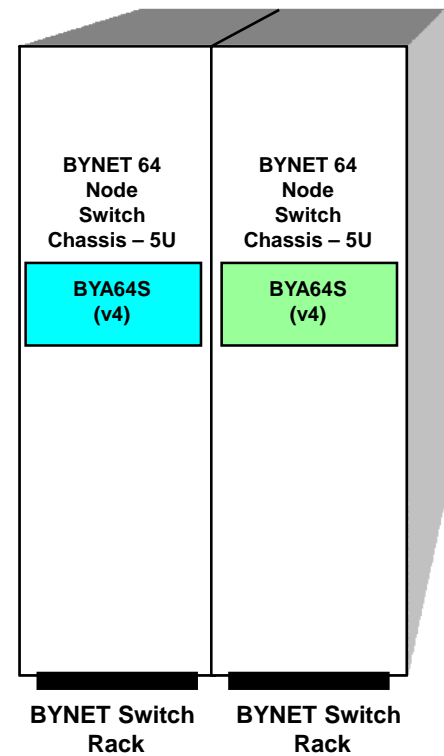 BYNET 64
Node
Switch
Chassis – 5U
BYA64S
(v4)
BYNET Switch
Rack
BYNET 64
Node
Switch
Chassis – 5U
BYA64S
(v4)
BYNET Switch
Rack